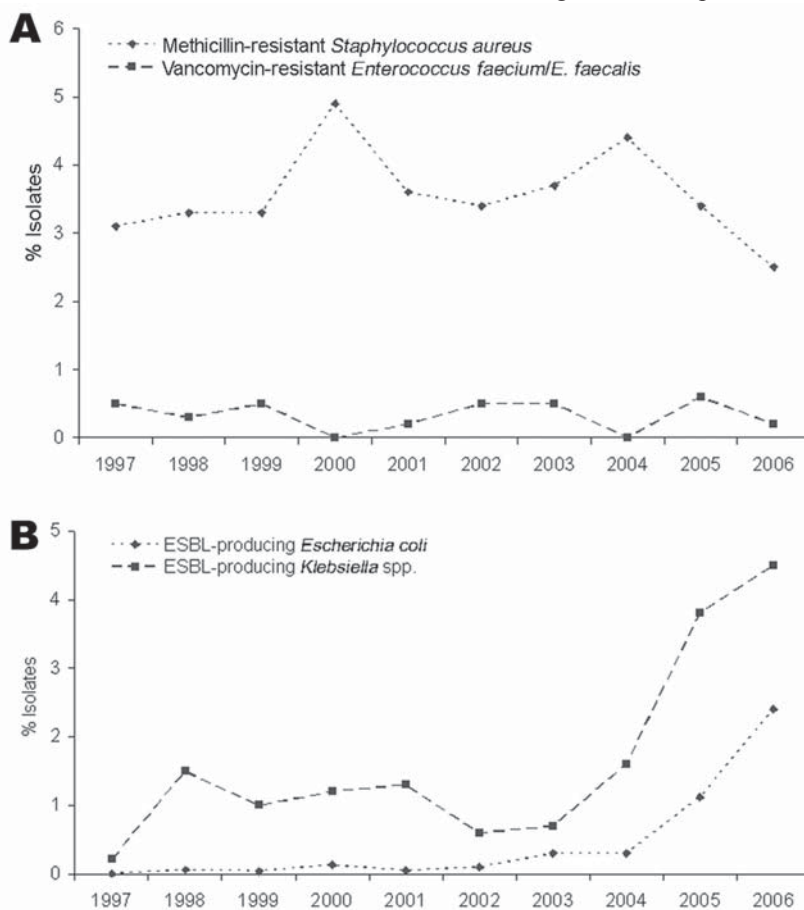 A
6
Methicillin-resistant Staphylococcus aureus
Vancomycin-resistant Enterococcus faecium/E. faecalis
5
4
3
2
1
0
% Isolates
1997 1998 1999 2000 2001 2002 2003 2004 2005 2006
B
5
ESBL-producing Escherichia coli
ESBL-producing Klebsiella spp.
4
3
2
1
0
% Isolates
1997 1998 1999 2000 2001 2002 2003 2004 2005 2006